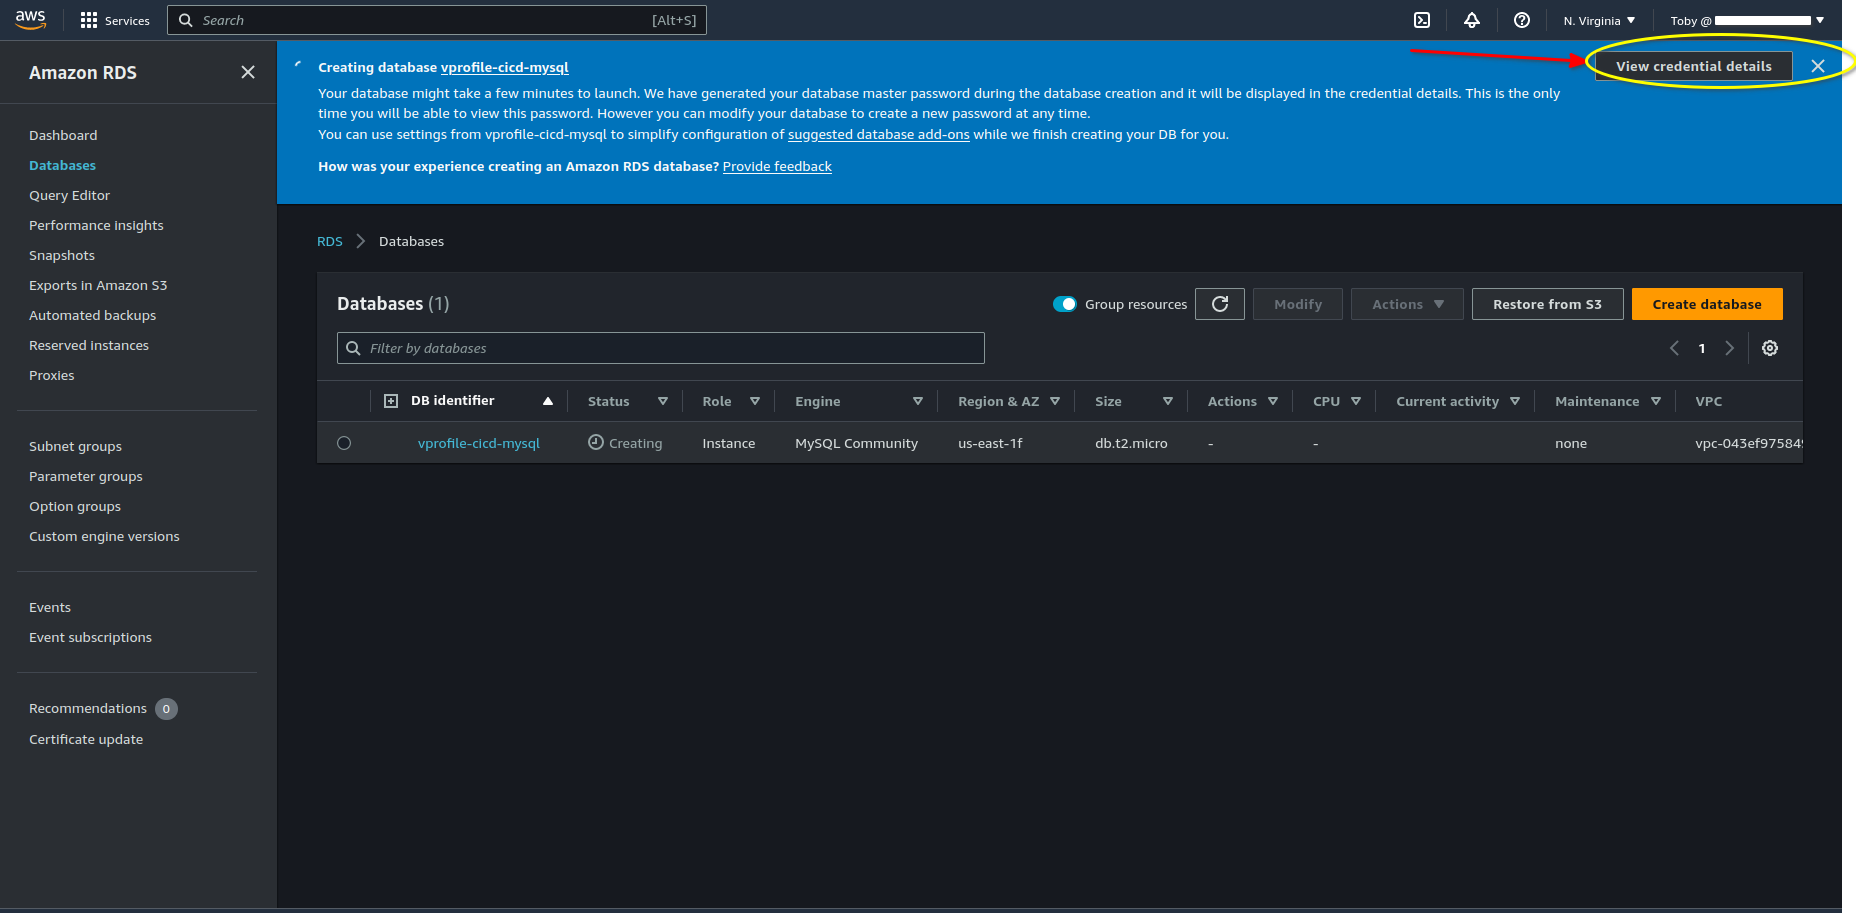 aws
Services
Search
[Alt+S]
N. Virginia
Toby @
Amazon RDS
Dashboard
Databases
Query Editor
Performance insights
Snapshots
Exports in Amazon S3
Automated backups
Reserved instances
Proxies
Subnet groups
Parameter groups
Option groups
Custom engine versions
Events
Event subscriptions
Recommendations 0
Certificate update
Creating database vprofile-cicd-mysql
View credential details
Your database might take a few minutes to launch. We have generated your database master password during the database creation and it will be displayed in the credential details. This is the only
time you will be able to view this password. However you can modify your database to create a new password at any time.
You can use settings from vprofile-cicd-mysql to simplify configuration of suggested database add-ons while we finish creating your DB for you.
How was your experience creating an Amazon RDS database? Provide feedback
RDS Databases
Databases (1)
Group resources
Modify
Actions
Restore from S3
Create database
Filter by databases
1
DB identifier Status Role Engine Region & AZ Size Actions CPU Current activity Maintenance VPC
vprofile-cicd-mysql Creating Instance MySQL Community us-east-1f db.t2.micro - - none vpc-043ef97584